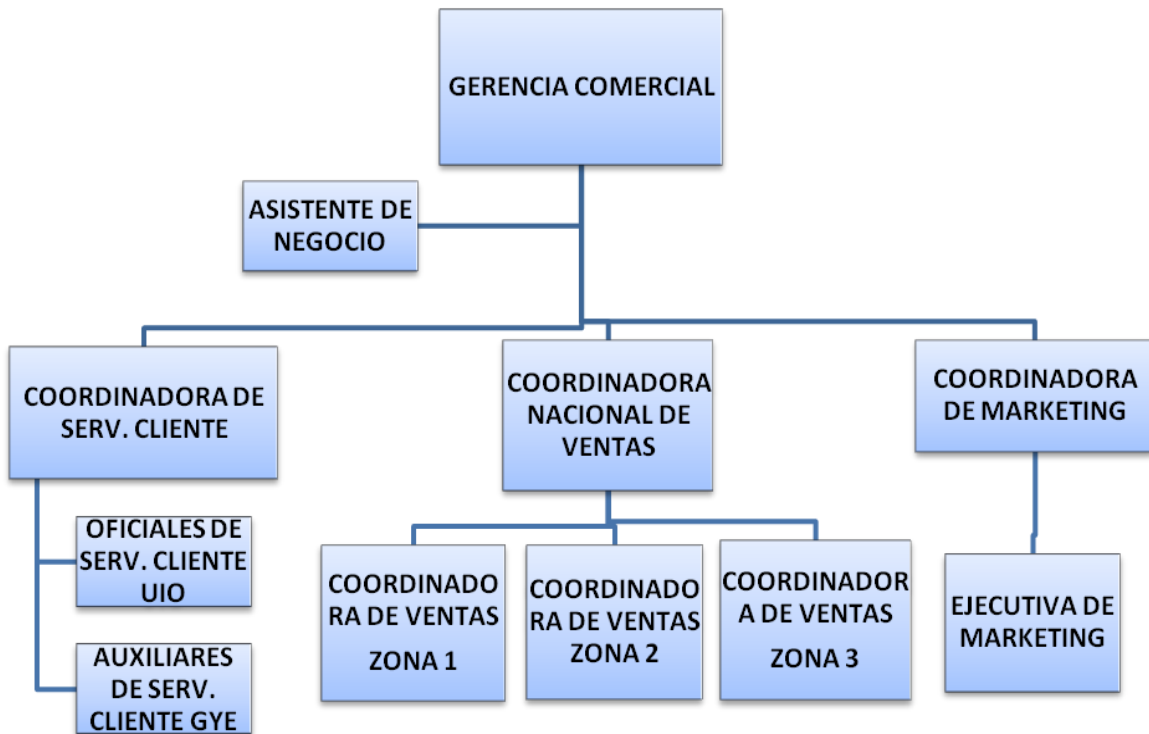 GERENCIA COMERCIAL
ASISTENTE DE
NEGOCIO
COORDINADORA DE
SERV. CLIENTE
COORDINADORA
NACIONAL DE
VENTAS
COORDINADORA
DE MARKETING
OFICIALES DE
SERV. CLIENTE
UIO
AUXILIARES
DE SERV.
CLIENTE GYE
COORDINADO
RA DE VENTAS
ZONA 1
COORDINADO
RA DE VENTAS
ZONA 2
COORDINADOR
A DE VENTAS
ZONA 3
EJECUTIVA DE
MARKETING